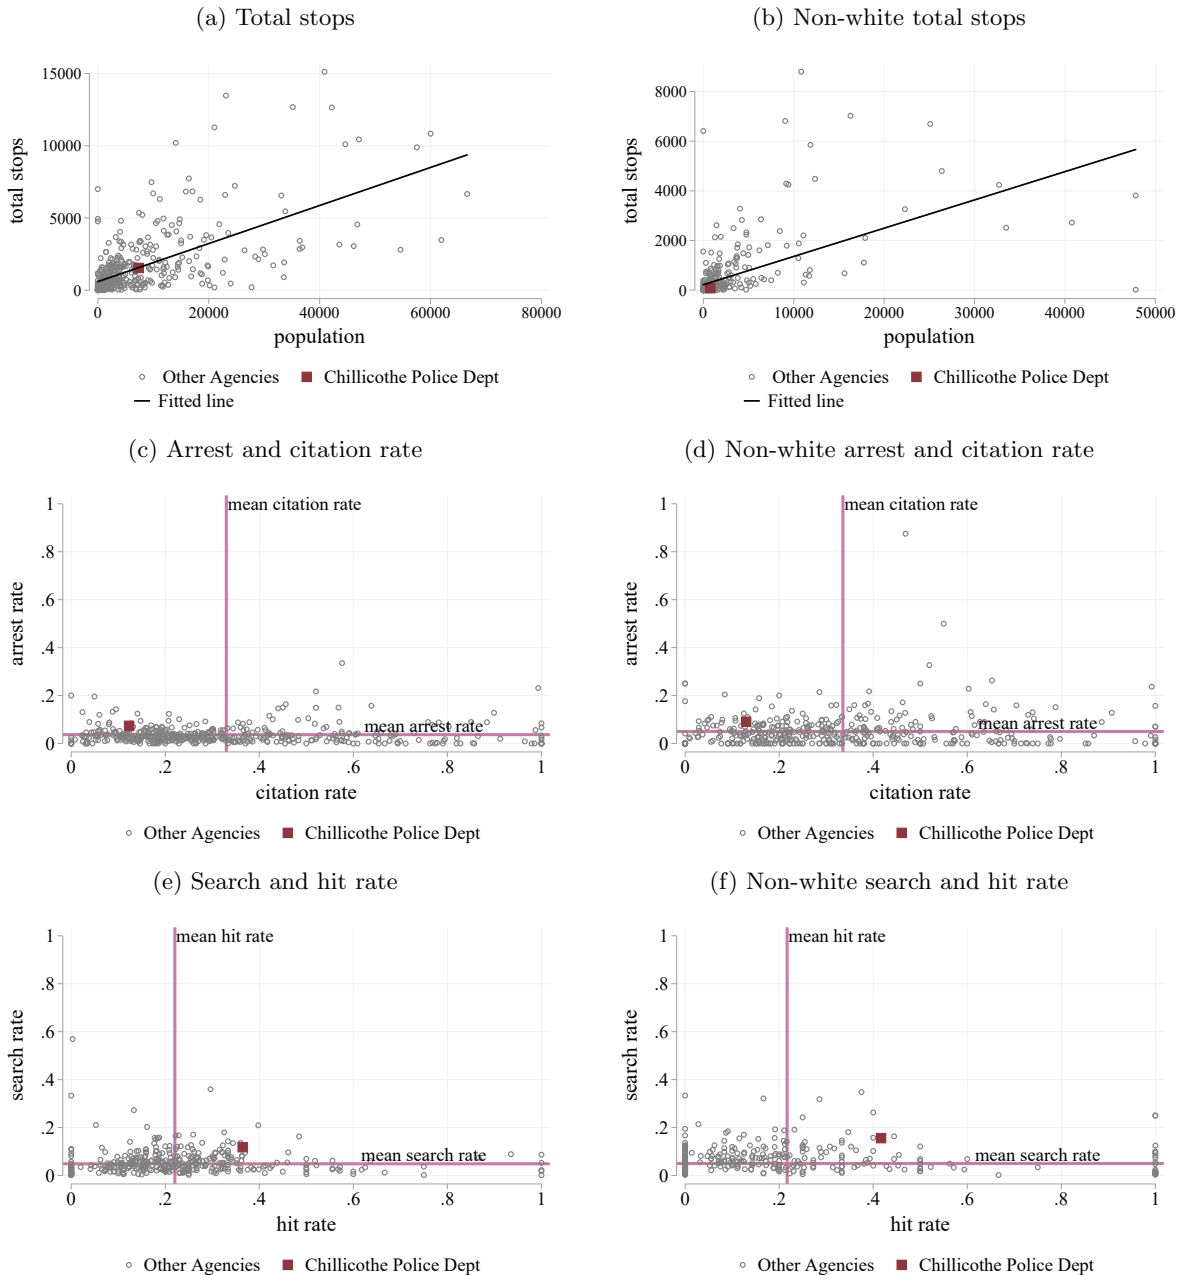 (a) Total stops
(b) Non-white total stops
total stops
15000
10000
5000
0
0 20000 40000 60000 80000
population
Other Agencies Chillicothe Police Dept
Fitted line
total stops
8000
6000
4000
2000
0
0 10000 20000 30000 40000 50000
population
Other Agencies Chillicothe Police Dept
Fitted line
(c) Arrest and citation rate
(d) Non-white arrest and citation rate
arrest rate
1
.8
.6
.4
.2
0
mean citation rate
mean arrest rate
0 .2 .4 .6 .8 1
citation rate
Other Agencies Chillicothe Police Dept
arrest rate
1
.8
.6
.4
.2
0
mean citation rate
mean arrest rate
0 .2 .4 .6 .8 1
citation rate
Other Agencies Chillicothe Police Dept
(e) Search and hit rate
(f) Non-white search and hit rate
search rate
1
.8
.6
.4
.2
0
mean hit rate
mean search rate
0 .2 .4 .6 .8 1
hit rate
Other Agencies Chillicothe Police Dept
search rate
1
.8
.6
.4
.2
0
mean hit rate
mean search rate
0 .2 .4 .6 .8 1
hit rate
Other Agencies Chillicothe Police Dept